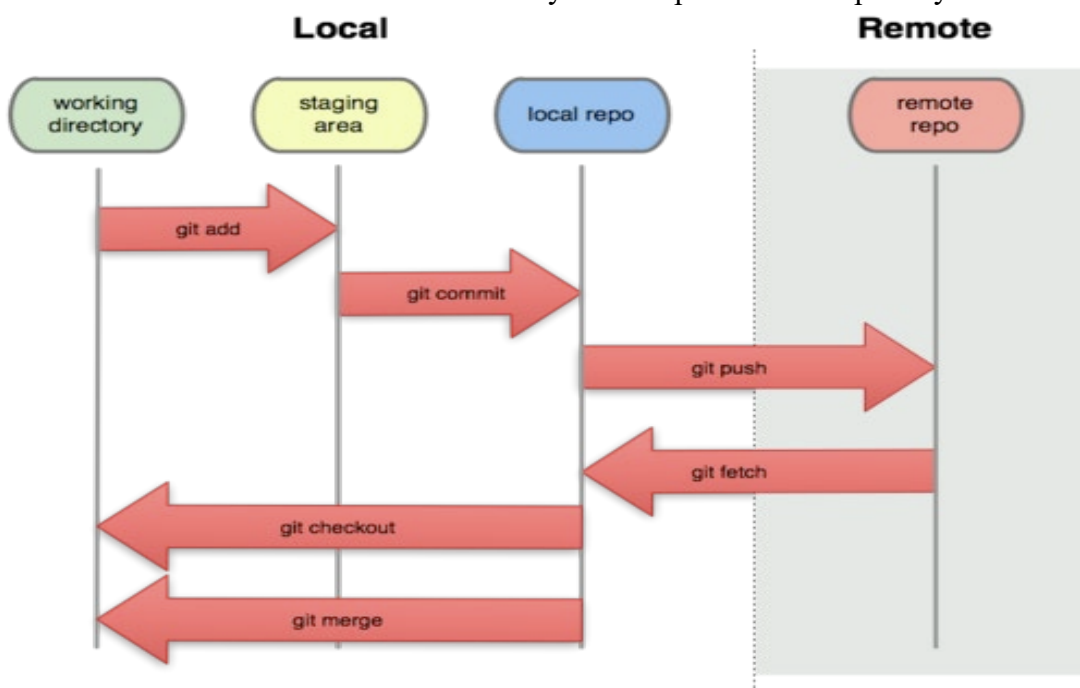 Local
Remote
working
directory
staging
area
local repo
remote
repo
git add
git commit
git push
git fetch
git checkout
git merge